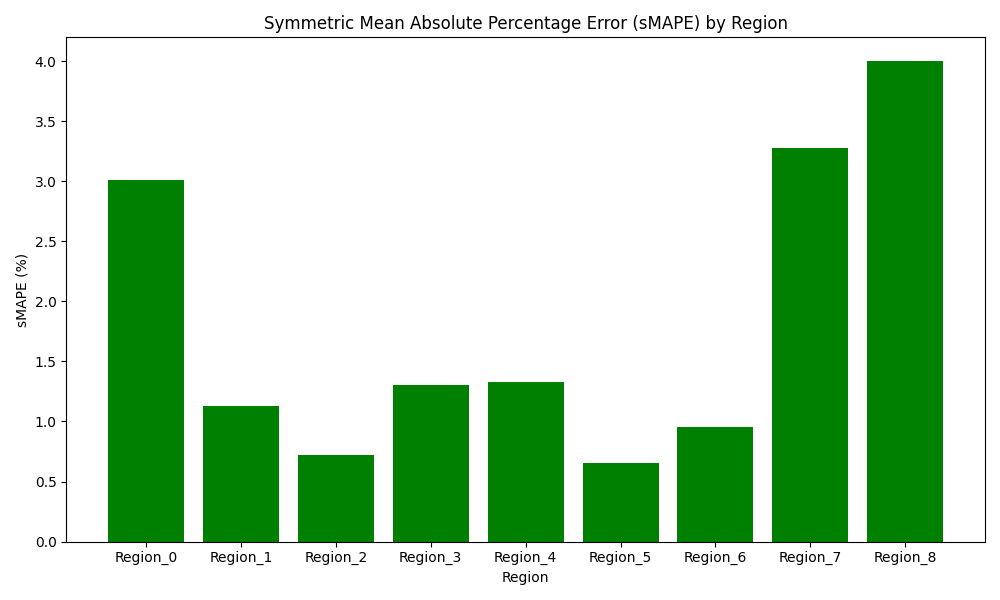 Symmetric Mean Absolute Percentage Error (sMAPE) by Region
sMAPE (%)
4.0
3.5
3.0
2.5
2.0
1.5
1.0
0.5
0.0
Region_0 Region_1 Region_2 Region_3 Region_4 Region_5 Region_6 Region_7 Region_8
Region